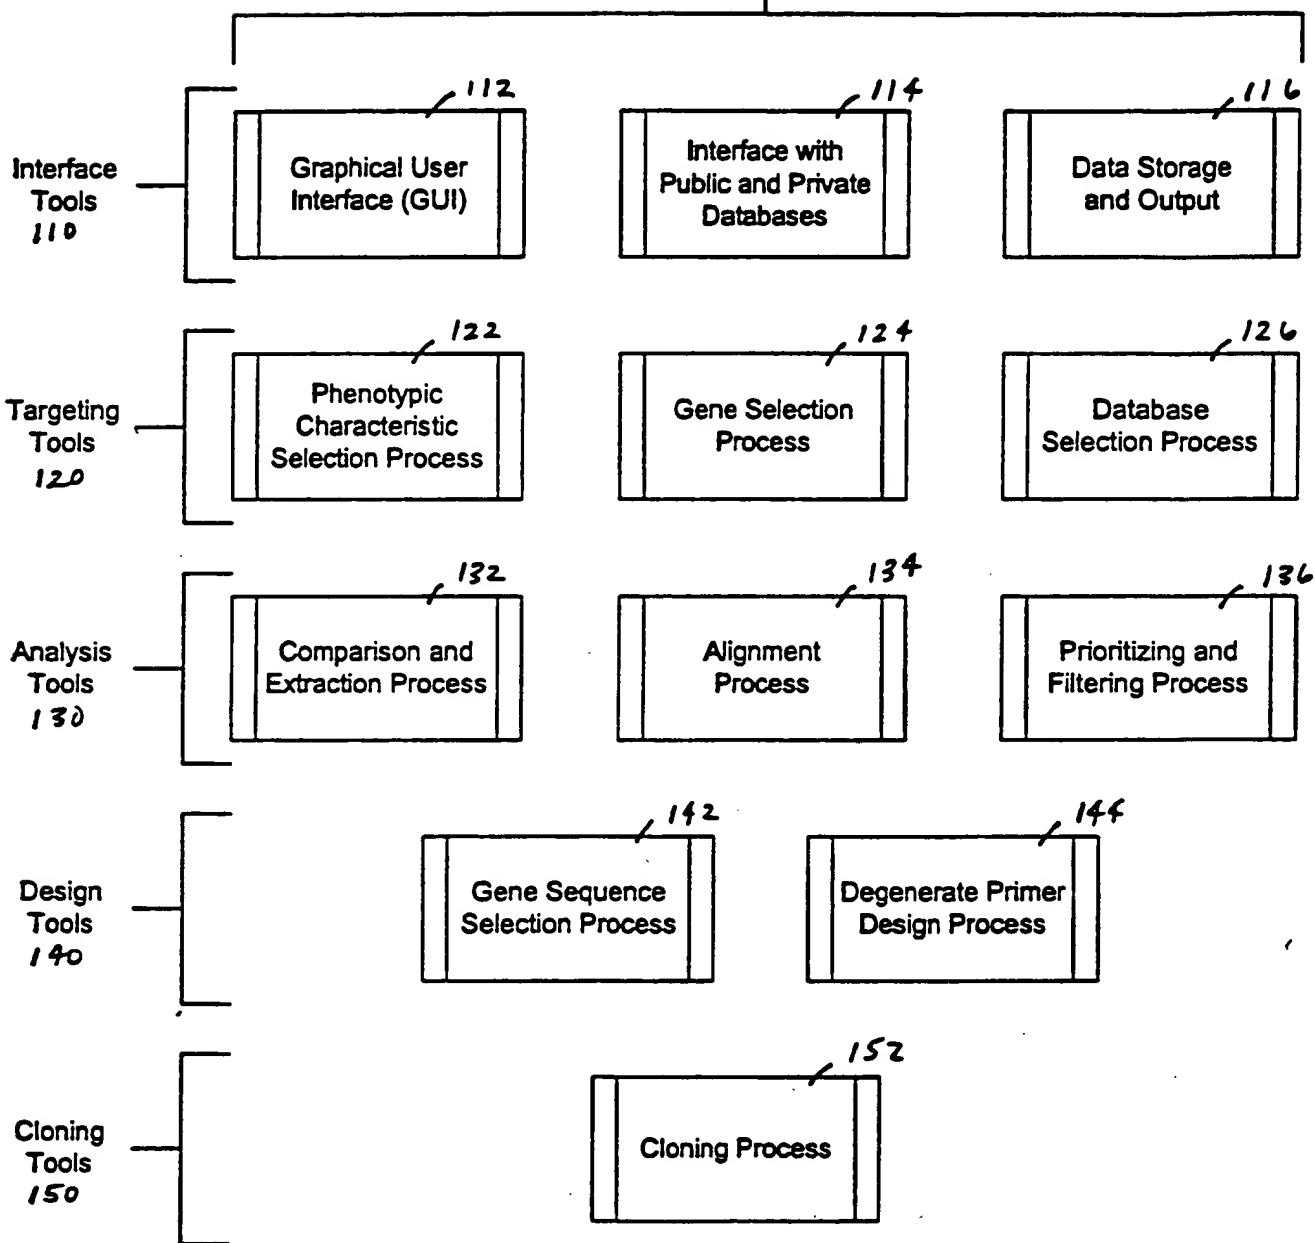 112
114
116
Interface
Tools
110
Graphical User
Interface (GUI)
Interface with
Public and Private
Databases
Data Storage
and Output
122
124
126
Targeting
Tools
120
Phenotypic
Characteristic
Selection Process
Gene Selection
Process
Database
Selection Process
132
134
136
Analysis
Tools
130
Comparison and
Extraction Process
Alignment
Process
Prioritizing and
Filtering Process
142
144
Design
Tools
140
Gene Sequence
Selection Process
Degenerate Primer
Design Process
152
Cloning
Tools
150
Cloning Process